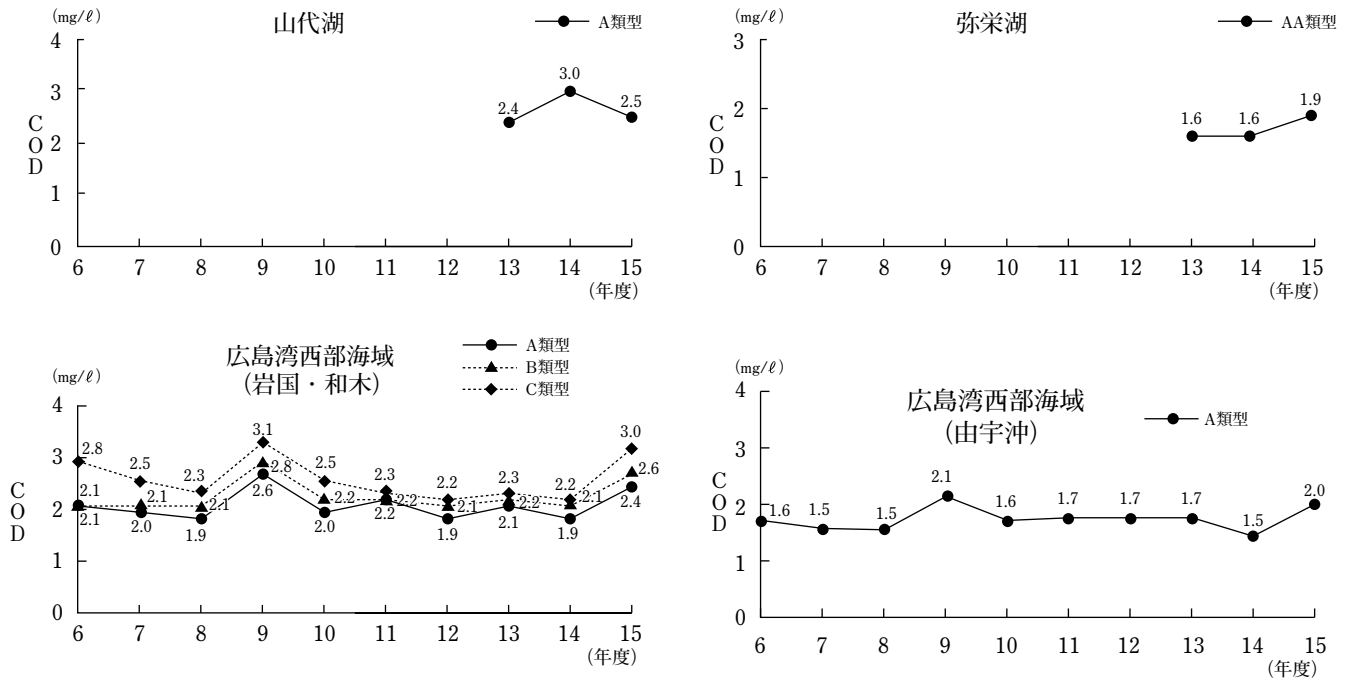 (mg/ℓ)
山代湖
A類型
4
3
2
1
0
COD
2.4
3.0
2.5
6 7 8 9 10 11 12 13 14 15
(年度)
(mg/ℓ)
弥栄湖
AA類型
3
2
1
0
COD
1.6
1.6
1.9
6 7 8 9 10 11 12 13 14 15
(年度)
(mg/ℓ)
広島湾西部海域
(岩国・和木)
A類型
B類型
C類型
4
3
2
1
0
COD
2.8 2.5 2.3 3.1 2.5 2.3 2.2 2.3 2.2 3.0
2.1 2.1 2.1 2.8 2.2 2.2 2.1 2.2 2.1 2.6
2.1 2.0 1.9 2.6 2.0 2.2 1.9 2.1 1.9 2.4
6 7 8 9 10 11 12 13 14 15
(年度)
(mg/ℓ)
広島湾西部海域
(由宇沖)
A類型
4
3
2
1
0
COD
1.6 1.5 1.5 2.1 1.6 1.7 1.7 1.7 1.5 2.0
6 7 8 9 10 11 12 13 14 15
(年度)